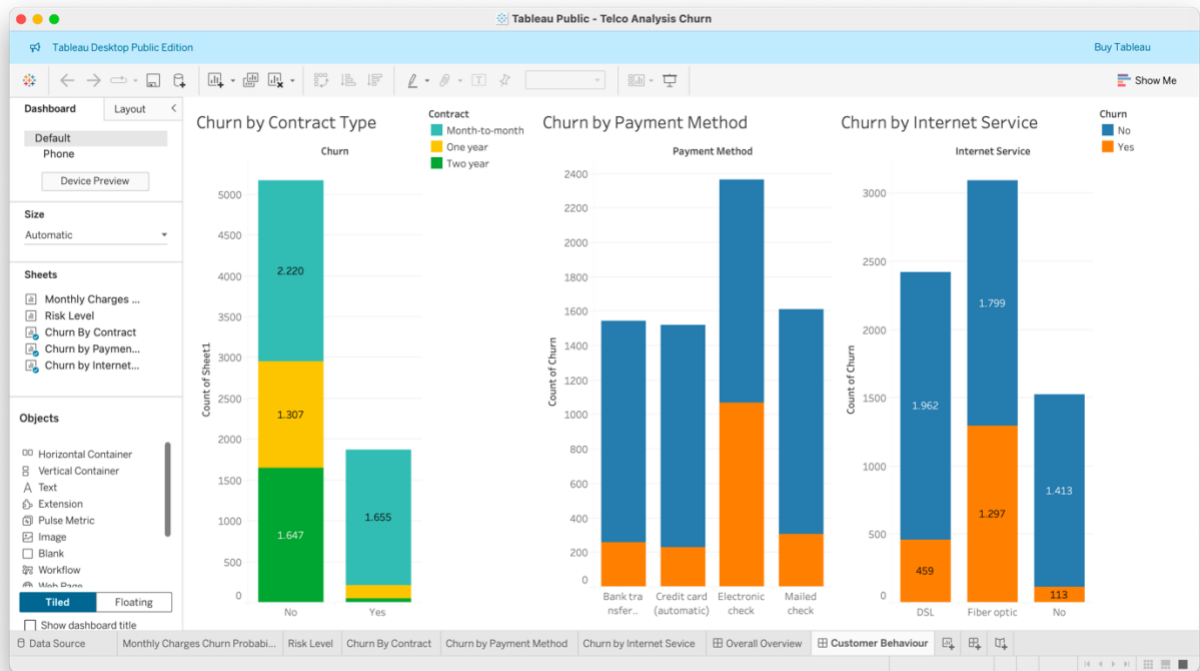 Tableau Public - Telco Analysis Churn
Tableau Desktop Public Edition
Buy Tableau
Show Me
Dashboard
Layout
Default
Phone
Device Preview
Size
Automatic
Sheets
Monthly Charges ...
Risk Level
Churn By Contract
Churn by Paymen...
Churn by Internet...
Objects
Horizontal Container
Vertical Container
Text
Extension
Pulse Metric
Image
Blank
Workflow
Web Page
Tiled
Floating
Show dashboard title
Churn by Contract Type
Churn
Count of Sheet1
5000
4500
4000
3500
3000
2500
2000
1500
1000
500
0
2.220
1.307
1.647
1.655
No
Yes
Contract
Month-to-month
One year
Two year
Churn by Payment Method
Payment Method
Count of Churn
2400
2200
2000
1800
1600
1400
1200
1000
800
600
400
200
0
Bank tra
nsfer..
Credit card
(automatic)
Electronic
check
Mailed
check
Churn by Internet Service
Internet Service
Count of Churn
3000
2500
2000
1500
1000
500
0
1.962
459
1.799
1.297
1.413
113
DSL
Fiber optic
No
Churn
No
Yes
Data Source
Monthly Charges Churn Probabi...
Risk Level
Churn By Contract
Churn by Payment Method
Churn by Internet Sevice
Overall Overview
Customer Behaviour